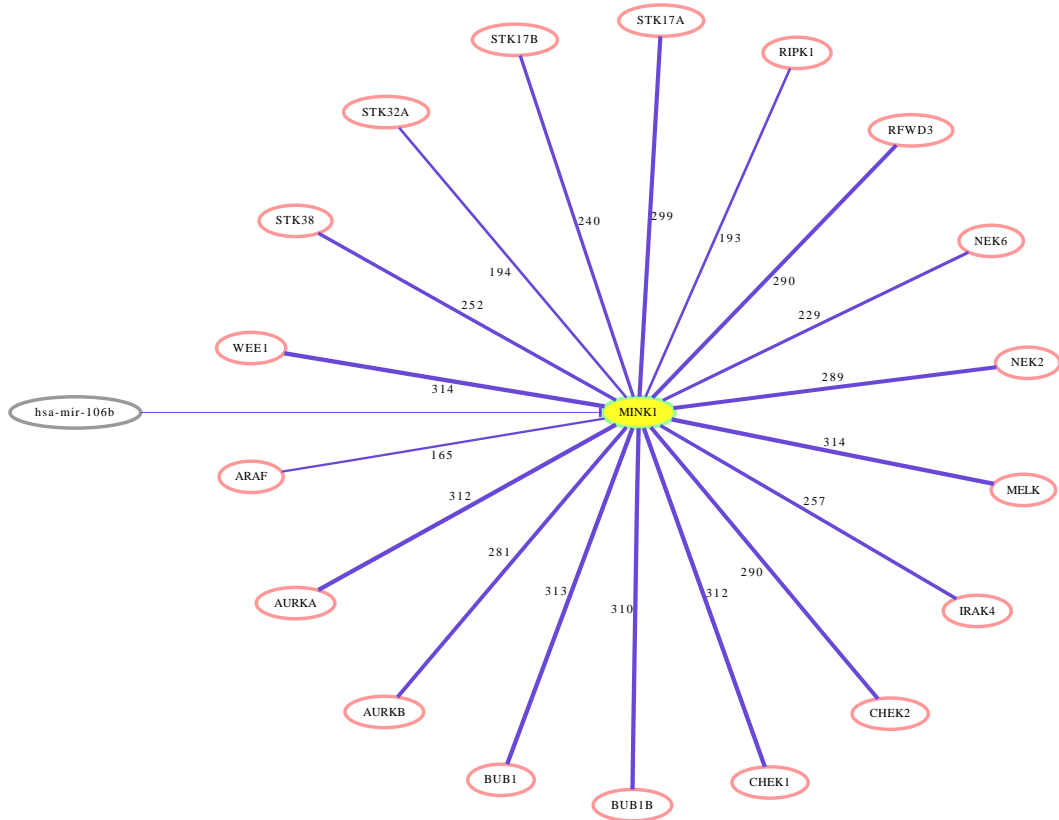 STK17A
STK17B
RIPK1
STK32A
RFWD3
STK38
240
299
193
NEK6
194
290
252
229
WEE1
314
289
NEK2
hsa-mir-106b
MINK1
314
165
ARAF
MELK
312
257
281
290
313
310
312
AURKA
IRAK4
AURKB
CHEK2
BUB1
CHEK1
BUB1B